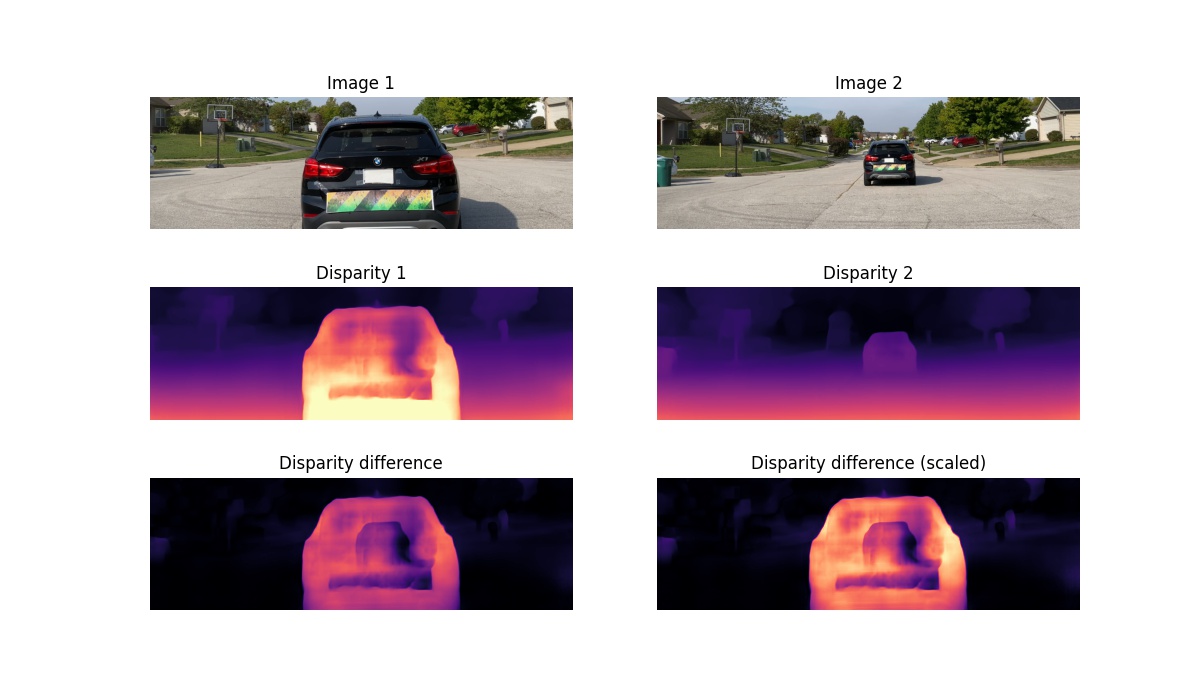 Image 1
Image 2
Disparity 1
Disparity 2
Disparity difference
Disparity difference (scaled)